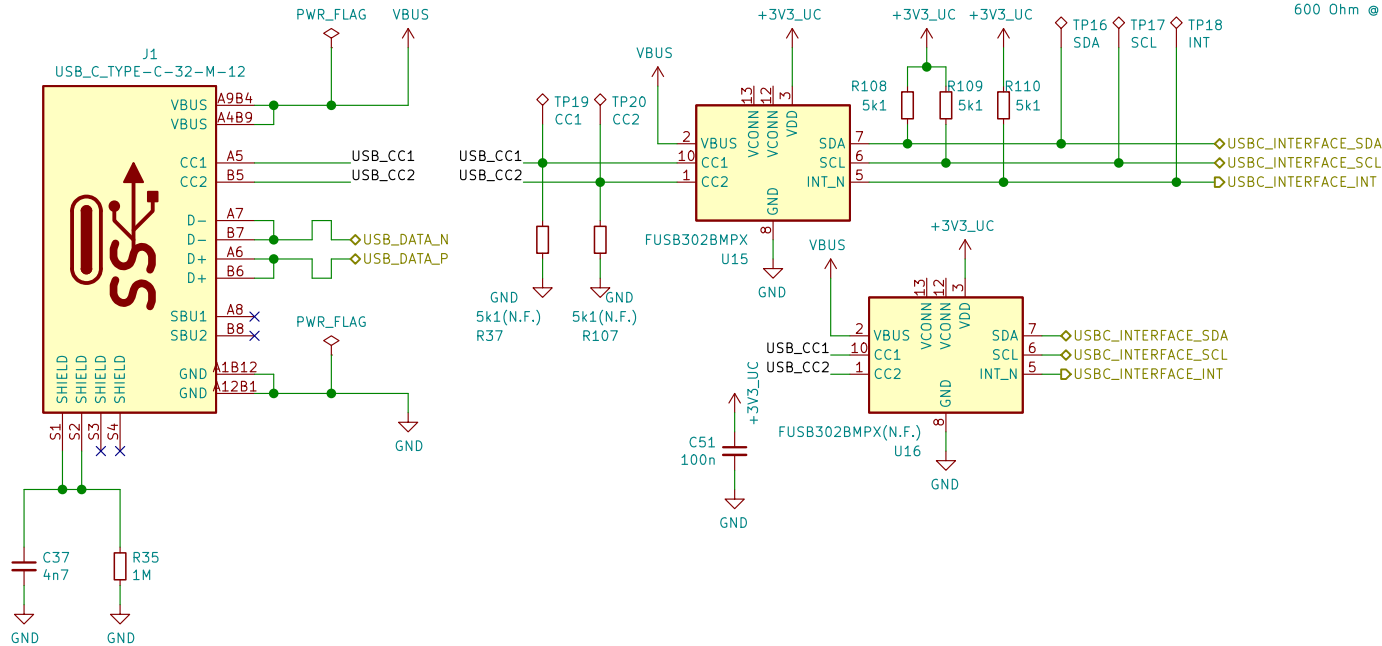 600 Ohm @
PWR_FLAG
VBUS
J1
USB_C_TYPE-C-32-M-12
VBUS
A9B4
VBUS
A4B9
CC1
A5
USB_CC1
CC2
B5
USB_CC2
D-
A7
D-
B7
USB_DATA_N
D+
A6
USB_DATA_P
D+
B6
SBU1
A8
SBU2
B8
GND
A1B12
GND
A12B1
SS
SHIELD
SHIELD
SHIELD
SHIELD
S1
S2
S3
S4
PWR_FLAG
GND
C37
4n7
GND
R35
1M
GND
TP19
CC1
TP20
CC2
USB_CC1
USB_CC2
GND
5k1(N.F.)
R37
GND
5k1(N.F.)
R107
VBUS
+3V3_UC
13
12
3
VCONN
VCONN
VDD
2
VBUS
10
CC1
1
CC2
SDA
7
SCL
6
INT_N
5
GND
8
FUSB302BMPX
U15
GND
+3V3_UC
+3V3_UC
R108
5k1
R109
5k1
R110
5k1
TP16
SDA
TP17
SCL
TP18
INT
USBC_INTERFACE_SDA
USBC_INTERFACE_SCL
USBC_INTERFACE_INT
VBUS
+3V3_UC
13
12
3
VCONN
VCONN
VDD
2
VBUS
USB_CC1
10
CC1
USB_CC2
1
CC2
SDA
7
USBC_INTERFACE_SDA
SCL
6
USBC_INTERFACE_SCL
INT_N
5
USBC_INTERFACE_INT
GND
8
FUSB302BMPX(N.F.)
U16
GND
+3V3_UC
C51
100n
GND